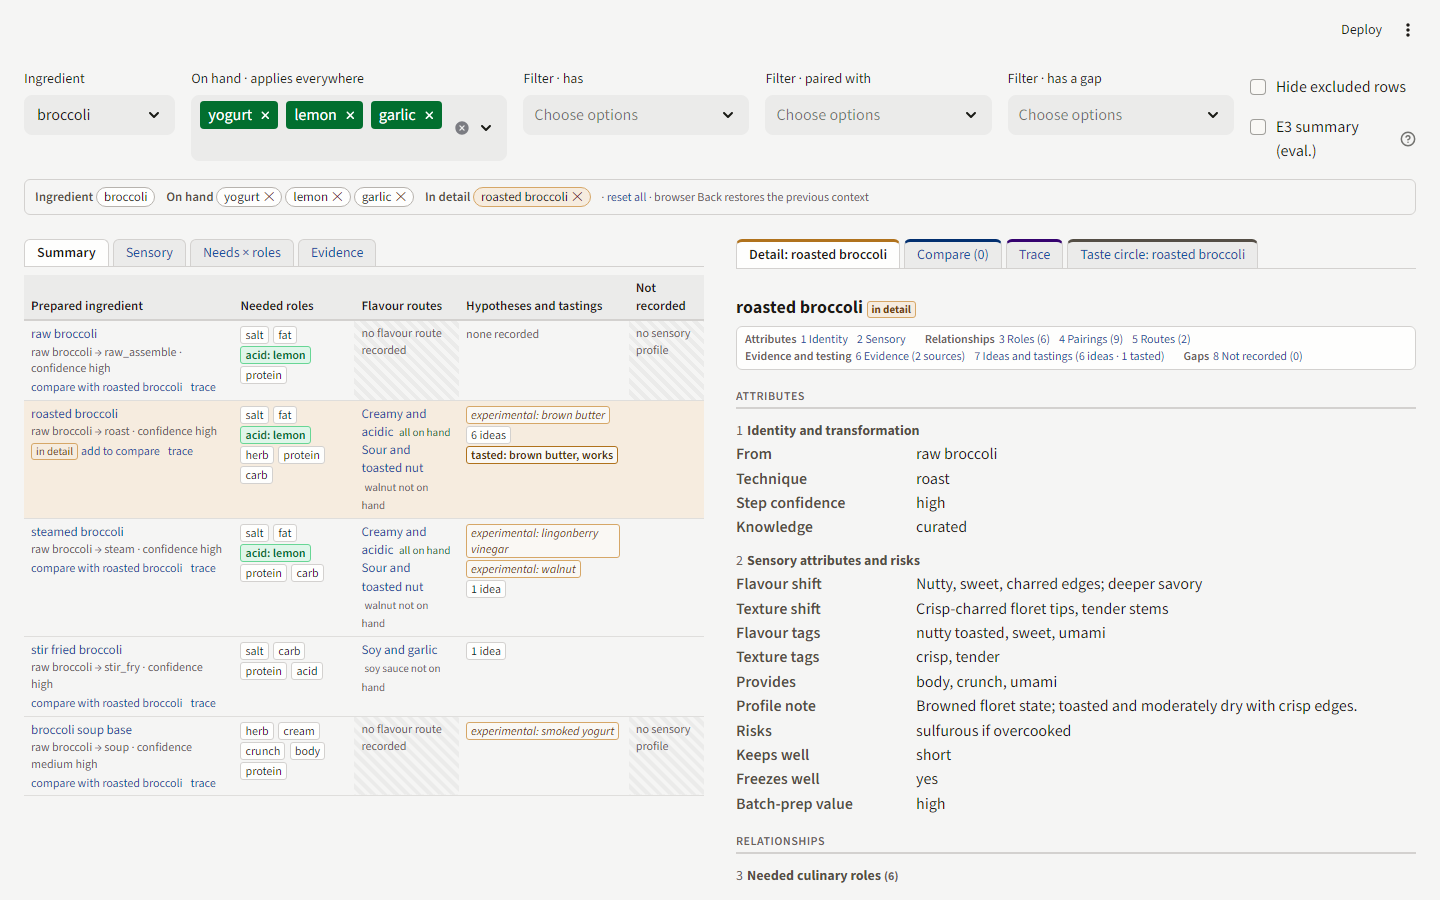 Deploy
Ingredient
On hand · applies everywhere
Filter · has
Filter · paired with
Filter · has a gap
broccoli
yogurt ×
lemon ×
garlic ×
Choose options
Choose options
Choose options
Hide excluded rows
E3 summary
(eval.)
Ingredient broccoli On hand yogurt × lemon × garlic × In detail roasted broccoli × · reset all · browser Back restores the previous context
Summary
Sensory
Needs × roles
Evidence
Prepared ingredient
Needed roles
Flavour routes
Hypotheses and tastings
Not
recorded
raw broccoli
raw broccoli → raw_assemble ·
confidence high
compare with roasted broccoli trace
salt fat
acid: lemon
protein
no flavour route
recorded
none recorded
no sensory
profile
roasted broccoli
raw broccoli → roast · confidence high
in detail add to compare trace
salt fat
acid: lemon
herb protein
carb
Creamy and
acidic all on hand
Sour and
toasted nut
walnut not on
hand
experimental: brown butter
6 ideas
tasted: brown butter, works
steamed broccoli
raw broccoli → steam · confidence high
compare with roasted broccoli trace
salt fat
acid: lemon
protein carb
Creamy and
acidic all on hand
Sour and
toasted nut
walnut not on
hand
experimental: lingonberry
vinegar
experimental: walnut
1 idea
stir fried broccoli
raw broccoli → stir_fry · confidence
high
compare with roasted broccoli trace
salt carb
protein acid
Soy and garlic
soy sauce not on
hand
1 idea
broccoli soup base
raw broccoli → soup · confidence
medium high
compare with roasted broccoli trace
herb cream
crunch body
protein
no flavour route
recorded
experimental: smoked yogurt
no sensory
profile
Detail: roasted broccoli
Compare (0)
Trace
Taste circle: roasted broccoli
roasted broccoli in detail
Attributes 1 Identity 2 Sensory Relationships 3 Roles (6) 4 Pairings (9) 5 Routes (2)
Evidence and testing 6 Evidence (2 sources) 7 Ideas and tastings (6 ideas · 1 tasted) Gaps 8 Not recorded (0)
ATTRIBUTES
1 Identity and transformation
From raw broccoli
Technique roast
Step confidence high
Knowledge curated
2 Sensory attributes and risks
Flavour shift Nutty, sweet, charred edges; deeper savory
Texture shift Crisp-charred floret tips, tender stems
Flavour tags nutty toasted, sweet, umami
Texture tags crisp, tender
Provides body, crunch, umami
Profile note Browned floret state; toasted and moderately dry with crisp edges.
Risks sulfurous if overcooked
Keeps well short
Freezes well yes
Batch-prep value high
RELATIONSHIPS
3 Needed culinary roles (6)